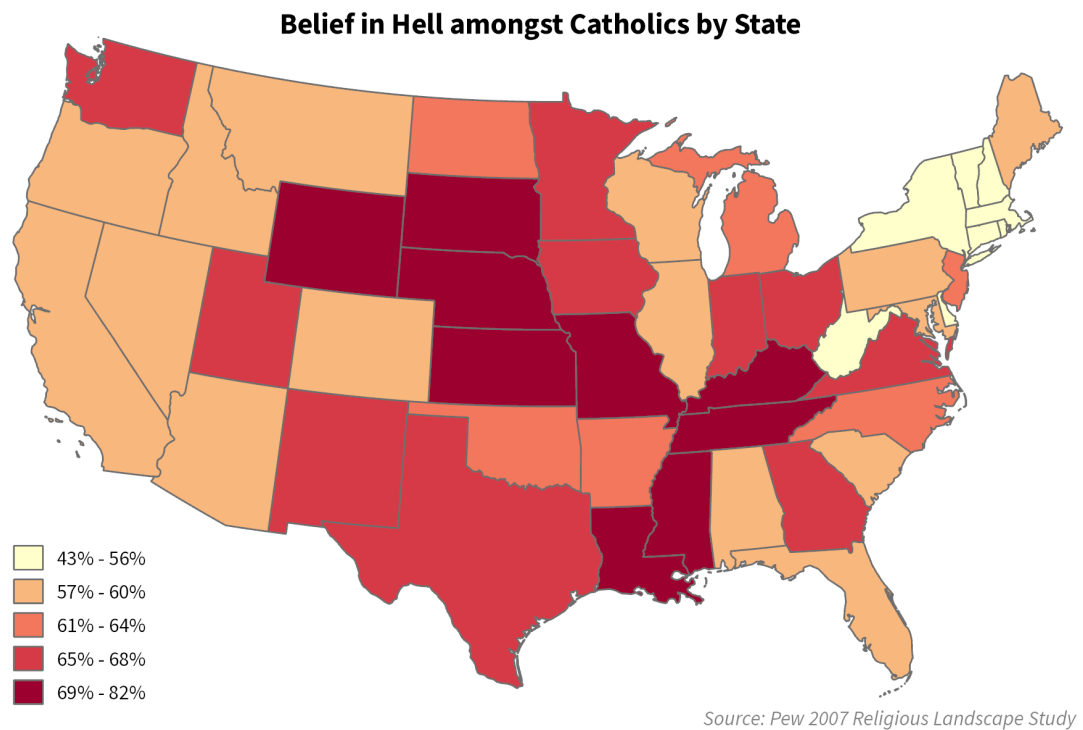 Belief in Hell amongst Catholics by State
43% - 56%
57% - 60%
61% - 64%
65% - 68%
69% - 82%
Source: Pew 2007 Religious Landscape Study